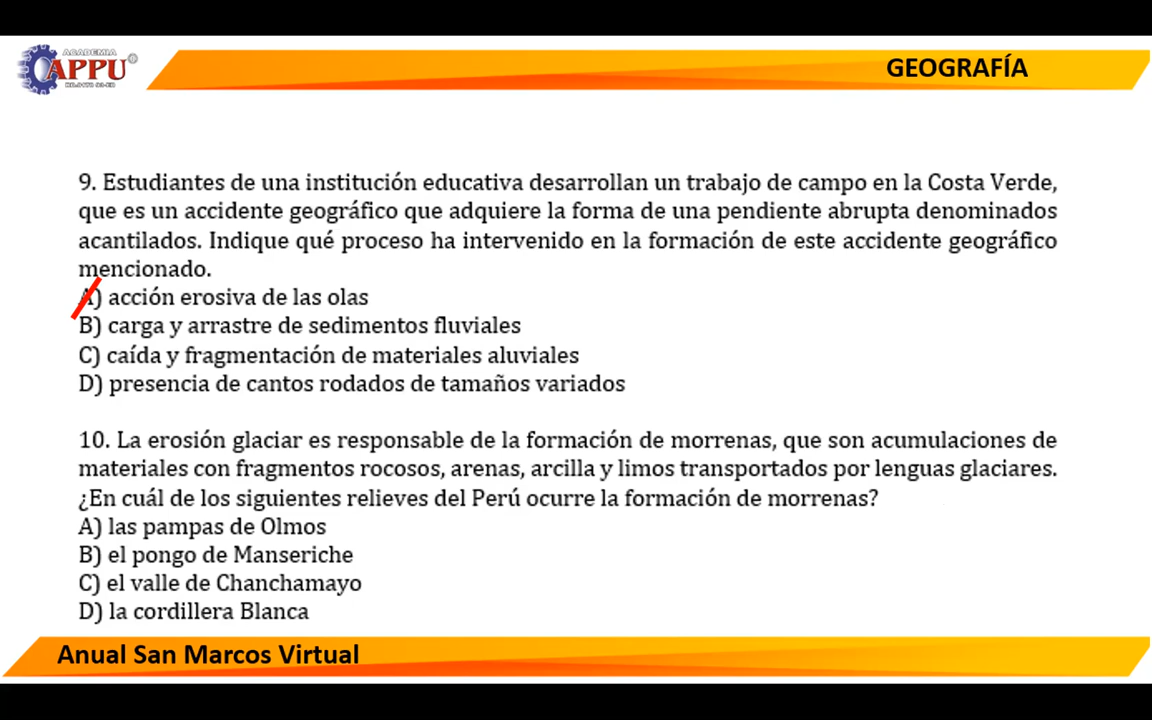 ACADEMIA
APPU
GEOGRAFÍA
9. Estudiantes de una institución educativa desarrollan un trabajo de campo en la Costa Verde,
que es un accidente geográfico que adquiere la forma de una pendiente abrupta denominados
acantilados. Indique qué proceso ha intervenido en la formación de este accidente geográfico
mencionado.
A) acción erosiva de las olas
B) carga y arrastre de sedimentos fluviales
C) caída y fragmentación de materiales aluviales
D) presencia de cantos rodados de tamaños variados
10. La erosión glaciar es responsable de la formación de morrenas, que son acumulaciones de
materiales con fragmentos rocosos, arenas, arcilla y limos transportados por lenguas glaciares.
¿En cuál de los siguientes relieves del Perú ocurre la formación de morrenas?
A) las pampas de Olmos
B) el pongo de Manseriche
C) el valle de Chanchamayo
D) la cordillera Blanca
Anual San Marcos Virtual